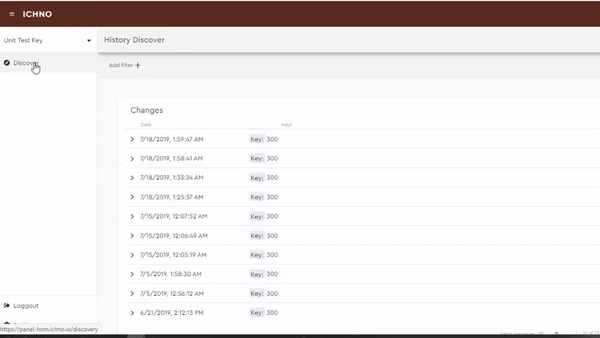 ICHNO
Unit Test Key
History Discover
Discover
Add filter +
Changes
Date Keys
7/18/2019, 1:59:47 AM Key: 300
7/18/2019, 1:58:41 AM Key: 300
7/18/2019, 1:33:34 AM Key: 300
7/18/2019, 1:25:37 AM Key: 300
7/15/2019, 12:07:52 AM Key: 300
7/15/2019, 12:06:49 AM Key: 300
7/15/2019, 12:05:19 AM Key: 300
7/5/2019, 1:58:30 AM Key: 300
7/5/2019, 12:56:12 AM Key: 300
6/21/2019, 2:12:13 PM Key: 300
Loggout
https://panel-hom.ichno.io/discovery